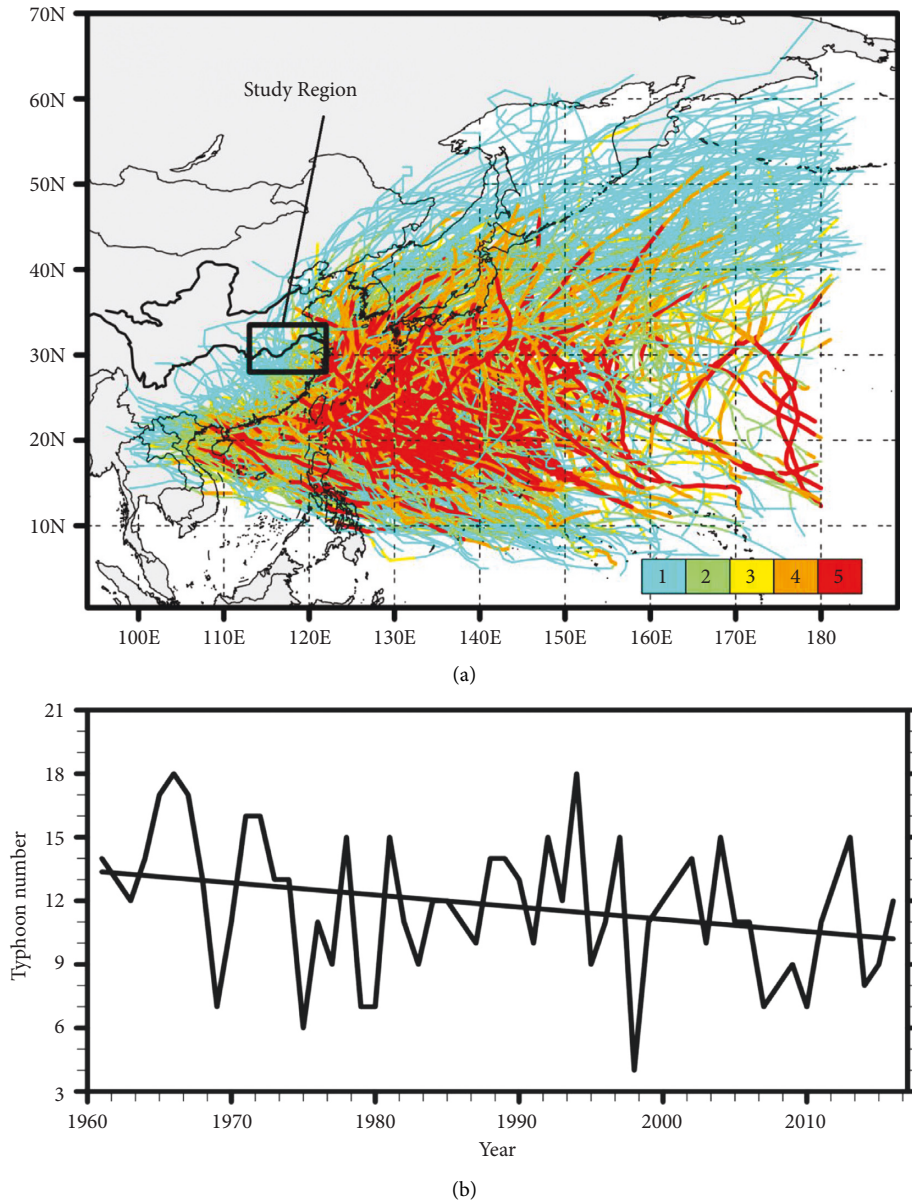 70N
Study Region
60N
50N
40N
30N
20N
10N
1 2 3 4 5
100E 110E 120E 130E 140E 150E 160E 170E 180
(a)
21
18
15
12
9
6
3
Typhoon number
1960 1970 1980 1990 2000 2010
Year
(b)